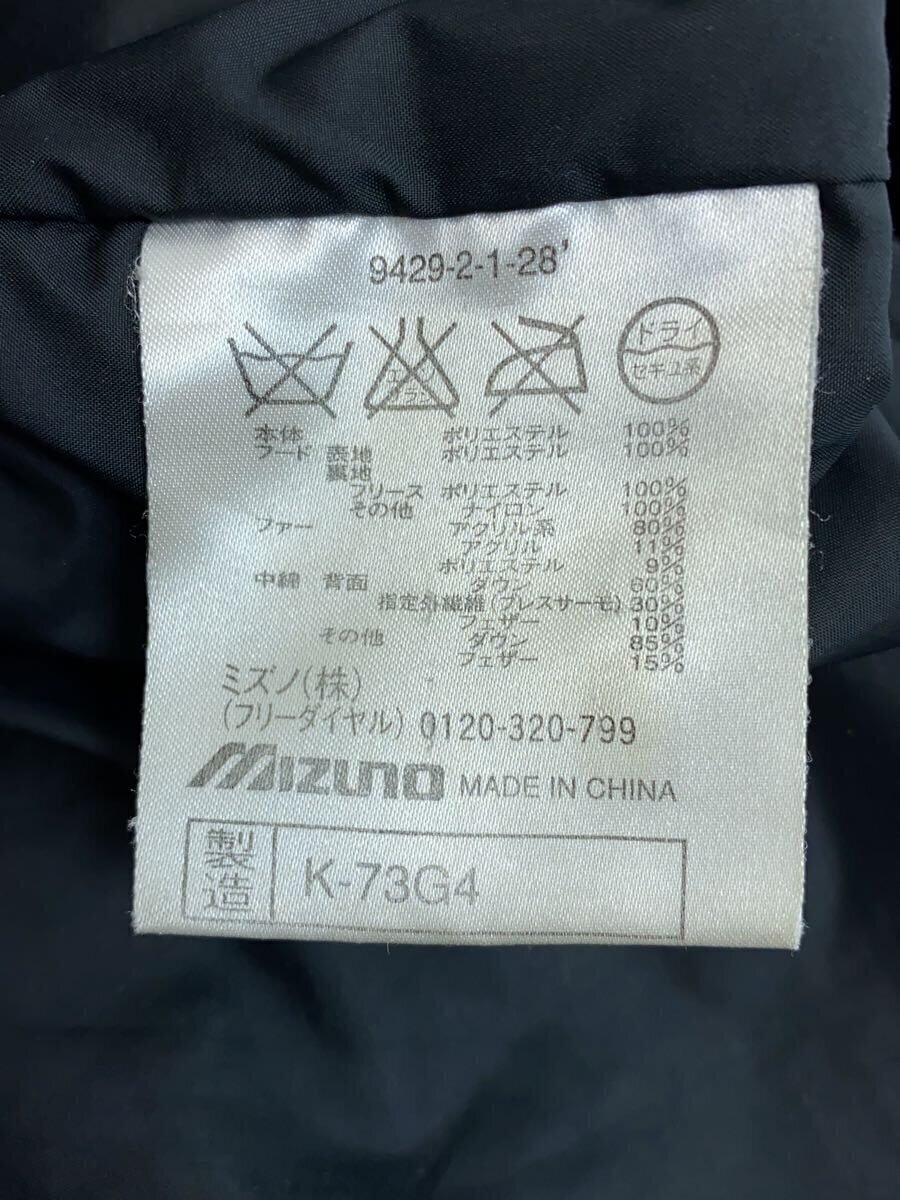 9429-2-1-28'
エンソ
サラシ
ドライ
セキユ系
本体 ポリエステル 100%
フード 表地 ポリエステル 100%
裏地
フリース ポリエステル 100%
その他 ナイロン 100%
ファー アクリル系 80%
アクリル 11%
ポリエステル 9%
中綿 背面 ダウン 60%
指定外繊維(ブレスサーモ) 30%
フェザー 10%
その他 ダウン 85%
フェザー 15%
ミズノ(株)
(フリーダイヤル) 0120-320-799
MIZUNO MADE IN CHINA
製造 K-73G4